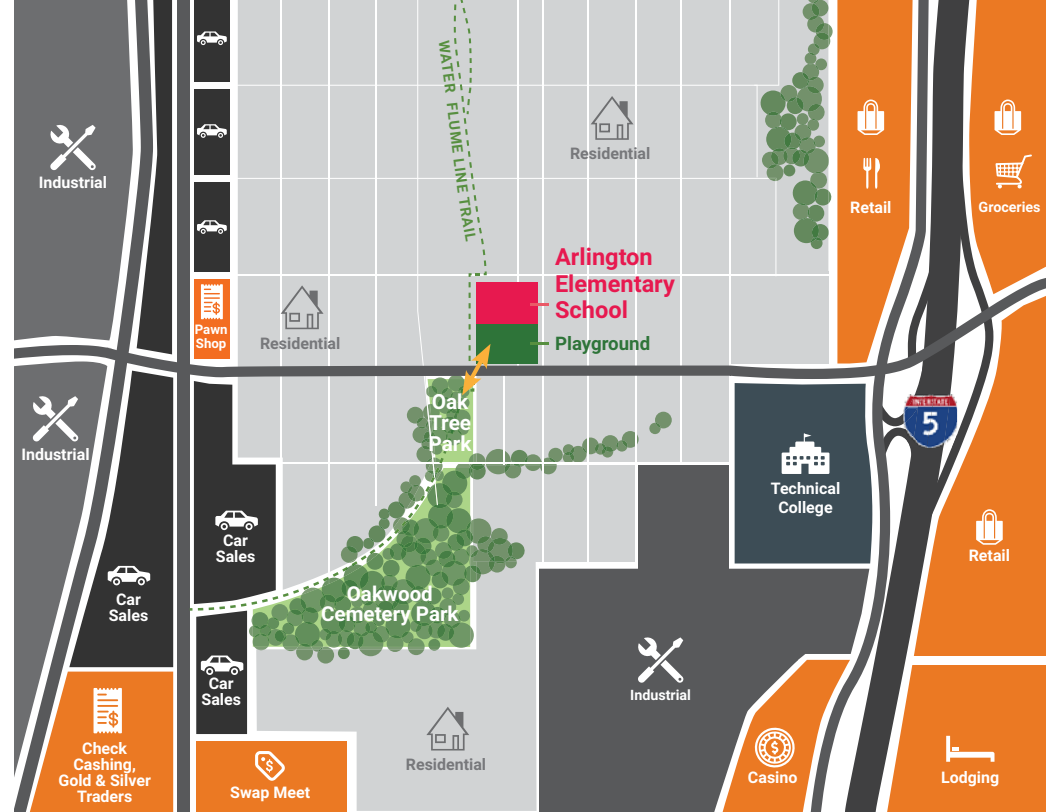 WATER FLUME LINE TRAIL
Residential
Industrial
Retail
Groceries
Arlington
Elementary
School
Pawn
Shop
Residential
Playground
Oak
Tree
Park
INTERSTATE
5
Industrial
Technical
College
Car
Sales
Retail
Car
Sales
Oakwood
Cemetery Park
Car
Sales
Industrial
Check
Cashing,
Gold & Silver
Traders
Swap Meet
Residential
Casino
Lodging